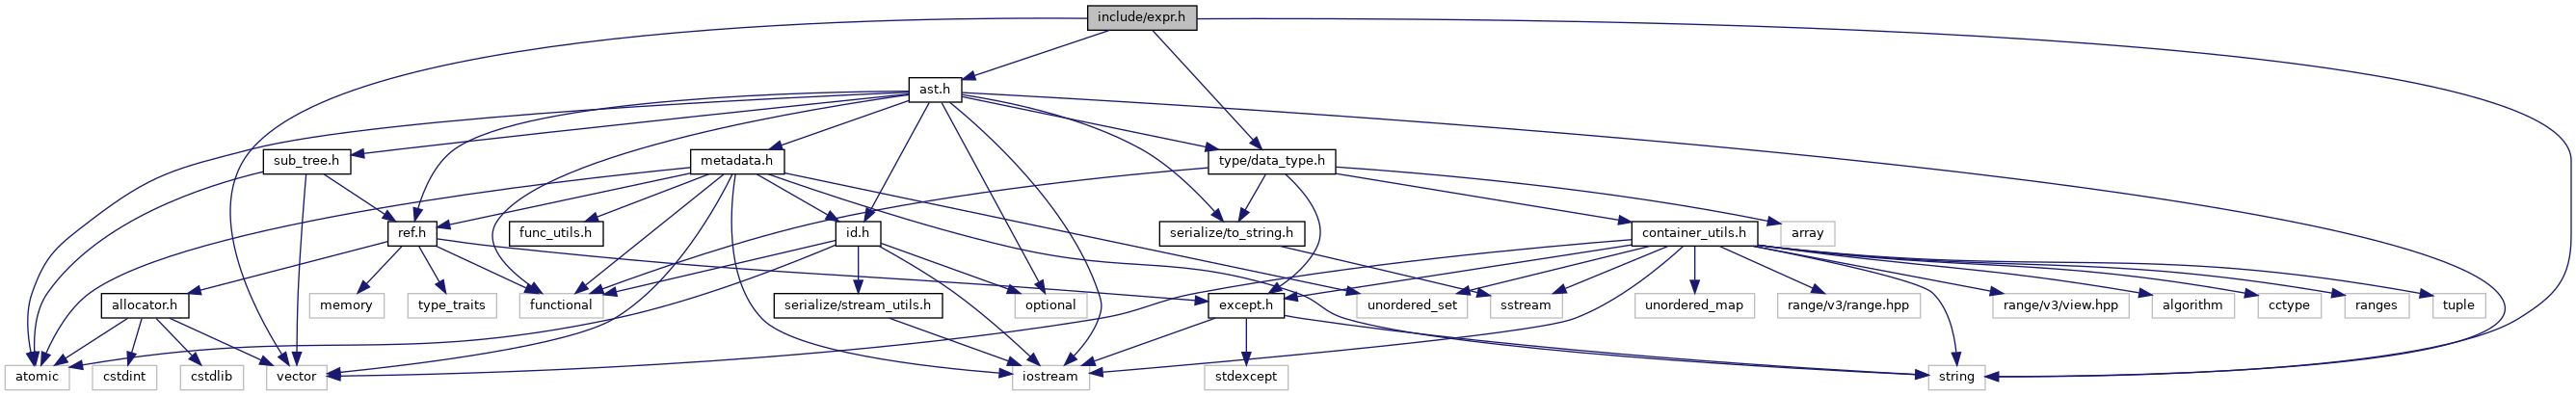 include/expr.h
ast.h
sub_tree.h
metadata.h
type/data_type.h
ref.h
func_utils.h
id.h
serialize/to_string.h
container_utils.h
array
allocator.h
memory
type_traits
functional
serialize/stream_utils.h
optional
except.h
unordered_set
sstream
unordered_map
range/v3/range.hpp
range/v3/view.hpp
algorithm
cctype
ranges
tuple
atomic
cstdint
cstdlib
vector
iostream
stdexcept
string